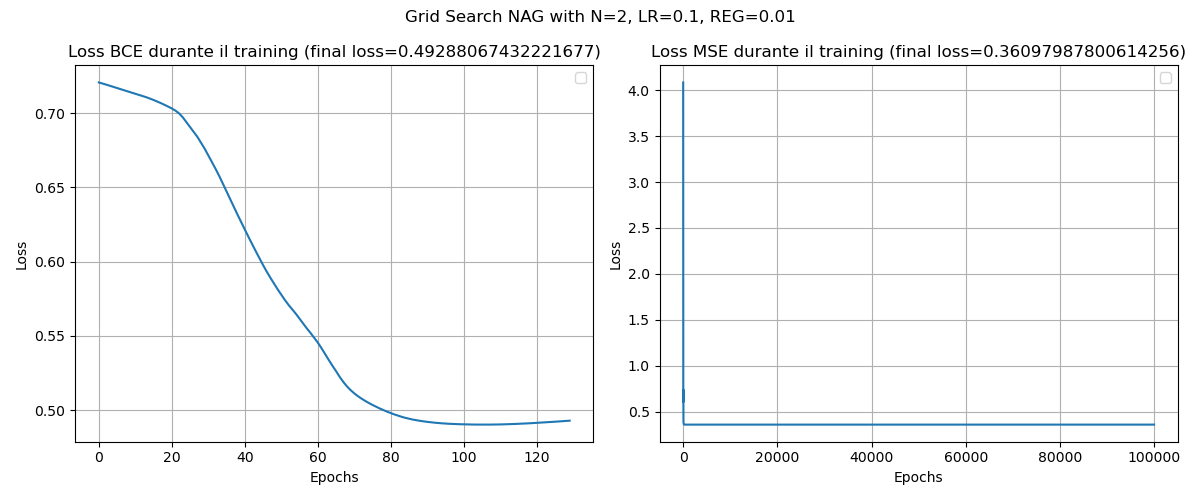 Grid Search NAG with N=2, LR=0.1, REG=0.01
Loss BCE durante il training (final loss=0.49288067432221677)
Loss
0.70
0.65
0.60
0.55
0.50
0 20 40 60 80 100 120
Epochs
Loss MSE durante il training (final loss=0.36097987800614256)
Loss
4.0
3.5
3.0
2.5
2.0
1.5
1.0
0.5
0 20000 40000 60000 80000 100000
Epochs